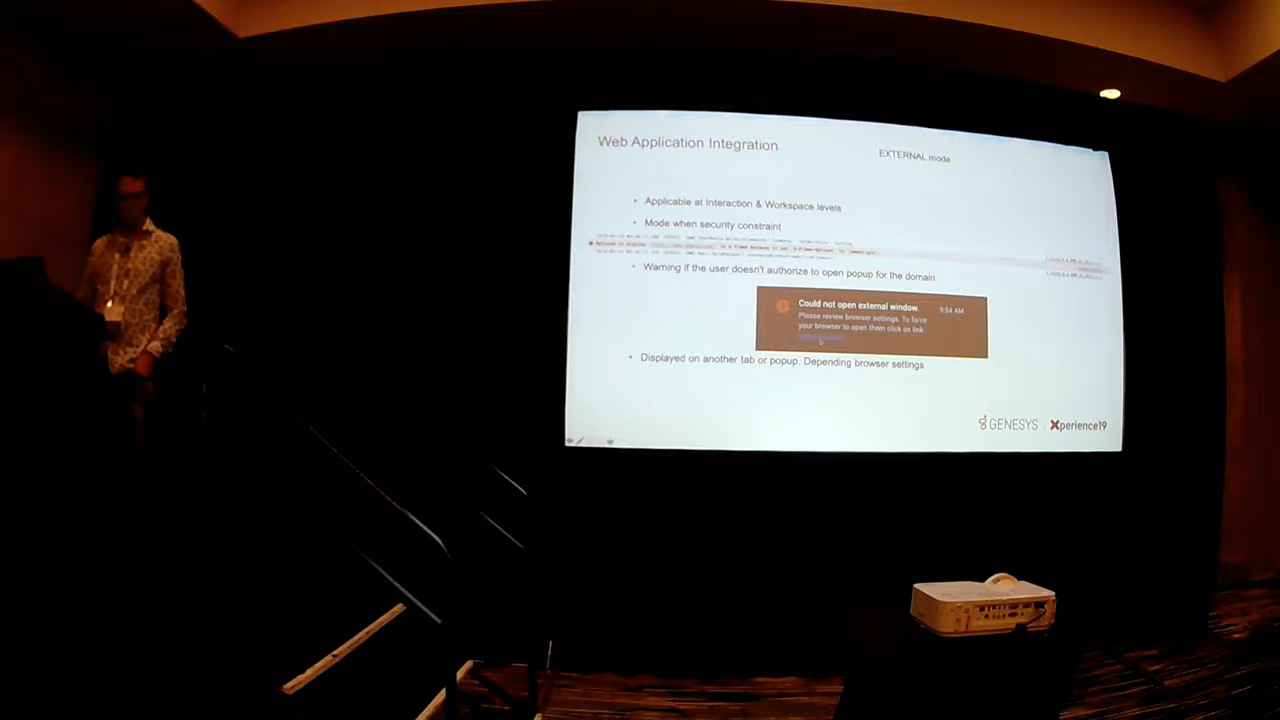 Web Application Integration
EXTERNAL mode
• Applicable at Interaction & Workspace levels
• Mode when security constraint
• Warning if the user doesn't authorize to open popup for the domain
Could not open external window.
9:54 AM
Please review browser settings. To force
your browser to open them click on link
• Displayed on another tab or popup. Depending browser settings
GENESYS
Xperience19